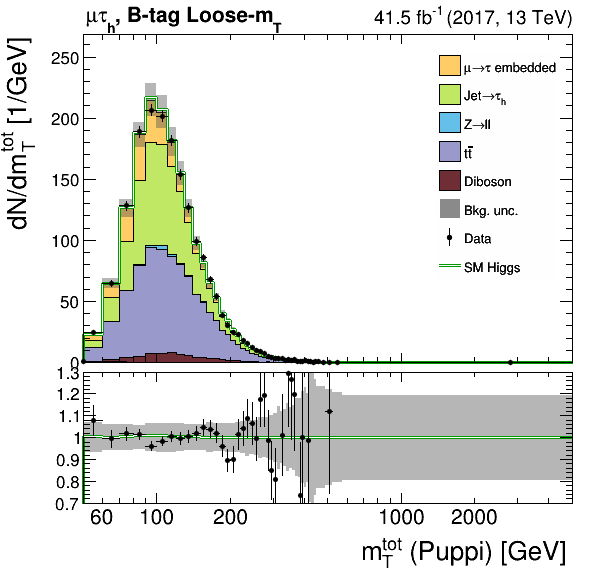 μτh, B-tag Loose-mT
41.5 fb⁻¹ (2017, 13 TeV)
dN/dmTtot [1/GeV]
250
200
150
100
50
0
μ→τ embedded
Jet→τh
Z→ll
tt̄
Diboson
Bkg. unc.
Data
SM Higgs
1.3
1.2
1.1
1
0.9
0.8
0.7
60 100 200 1000 2000
mTtot (Puppi) [GeV]